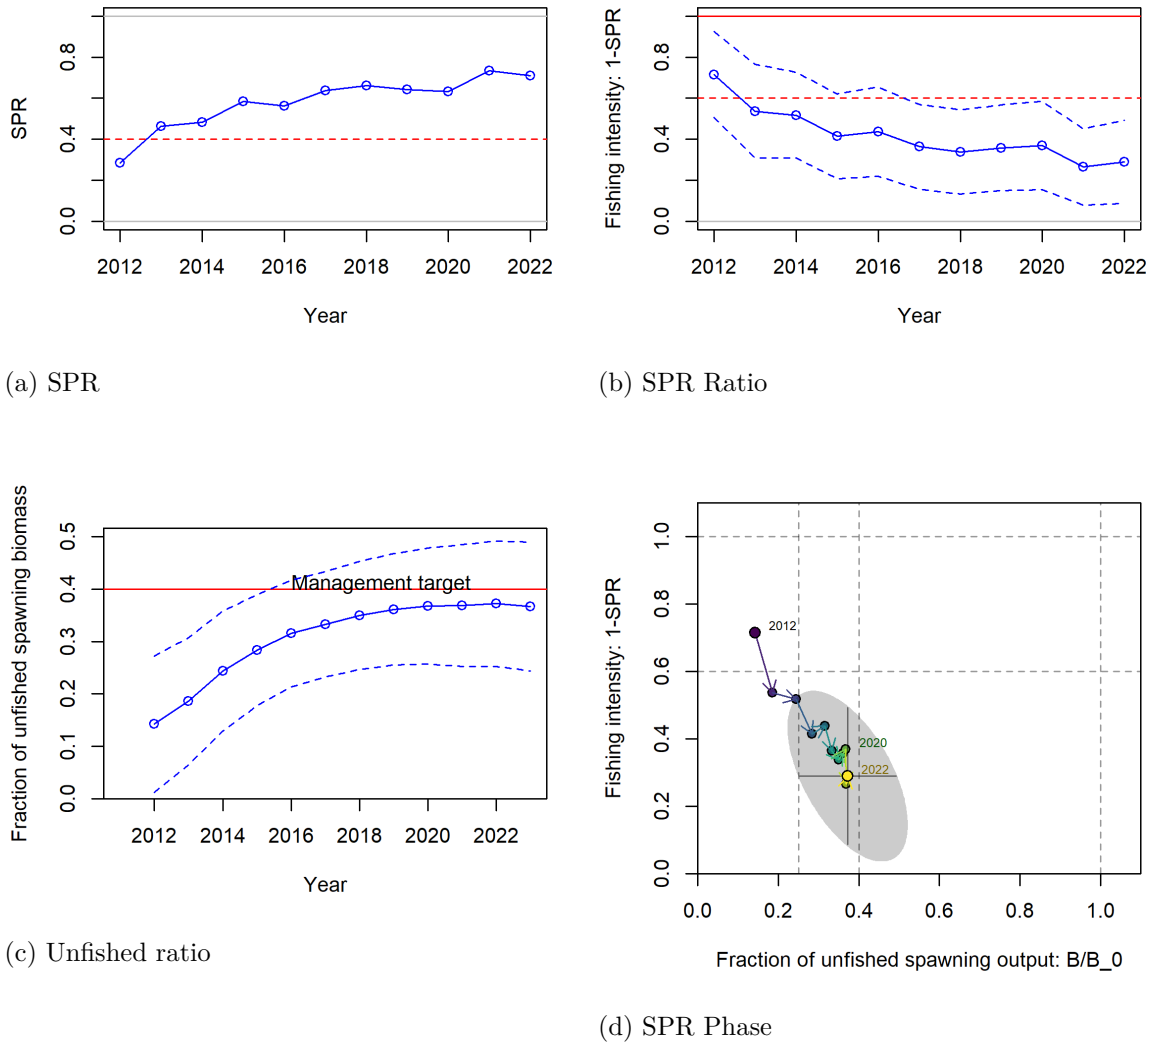 SPR
0.0
0.4
0.8
2012 2014 2016 2018 2020 2022
Year
(a) SPR
Fishing intensity: 1-SPR
0.0
0.4
0.8
2012 2014 2016 2018 2020 2022
Year
(b) SPR Ratio
Fraction of unfished spawning biomass
0.0
0.1
0.2
0.3
0.4
0.5
Management target
2012 2014 2016 2018 2020 2022
Year
(c) Unfished ratio
Fishing intensity: 1-SPR
0.0
0.2
0.4
0.6
0.8
1.0
2012
2020
2022
0.0 0.2 0.4 0.6 0.8 1.0
Fraction of unfished spawning output: B/B_0
(d) SPR Phase